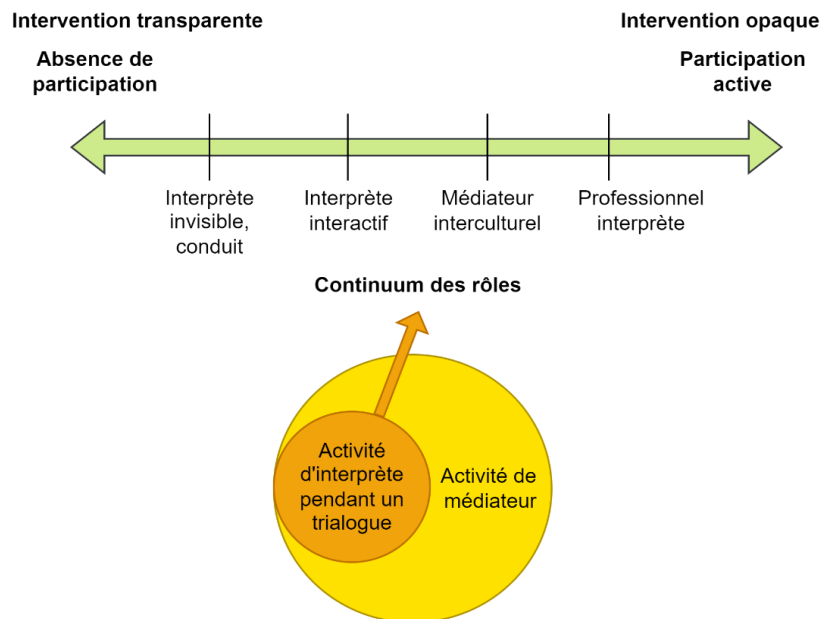 Intervention transparente
Intervention opaque
Absence de
participation
Participation
active
Interprète
invisible,
conduit
Interprète
interactif
Médiateur
interculturel
Professionnel
interprète
Continuum des rôles
Activité
d'interprète
pendant un
trialogue
Activité de
médiateur